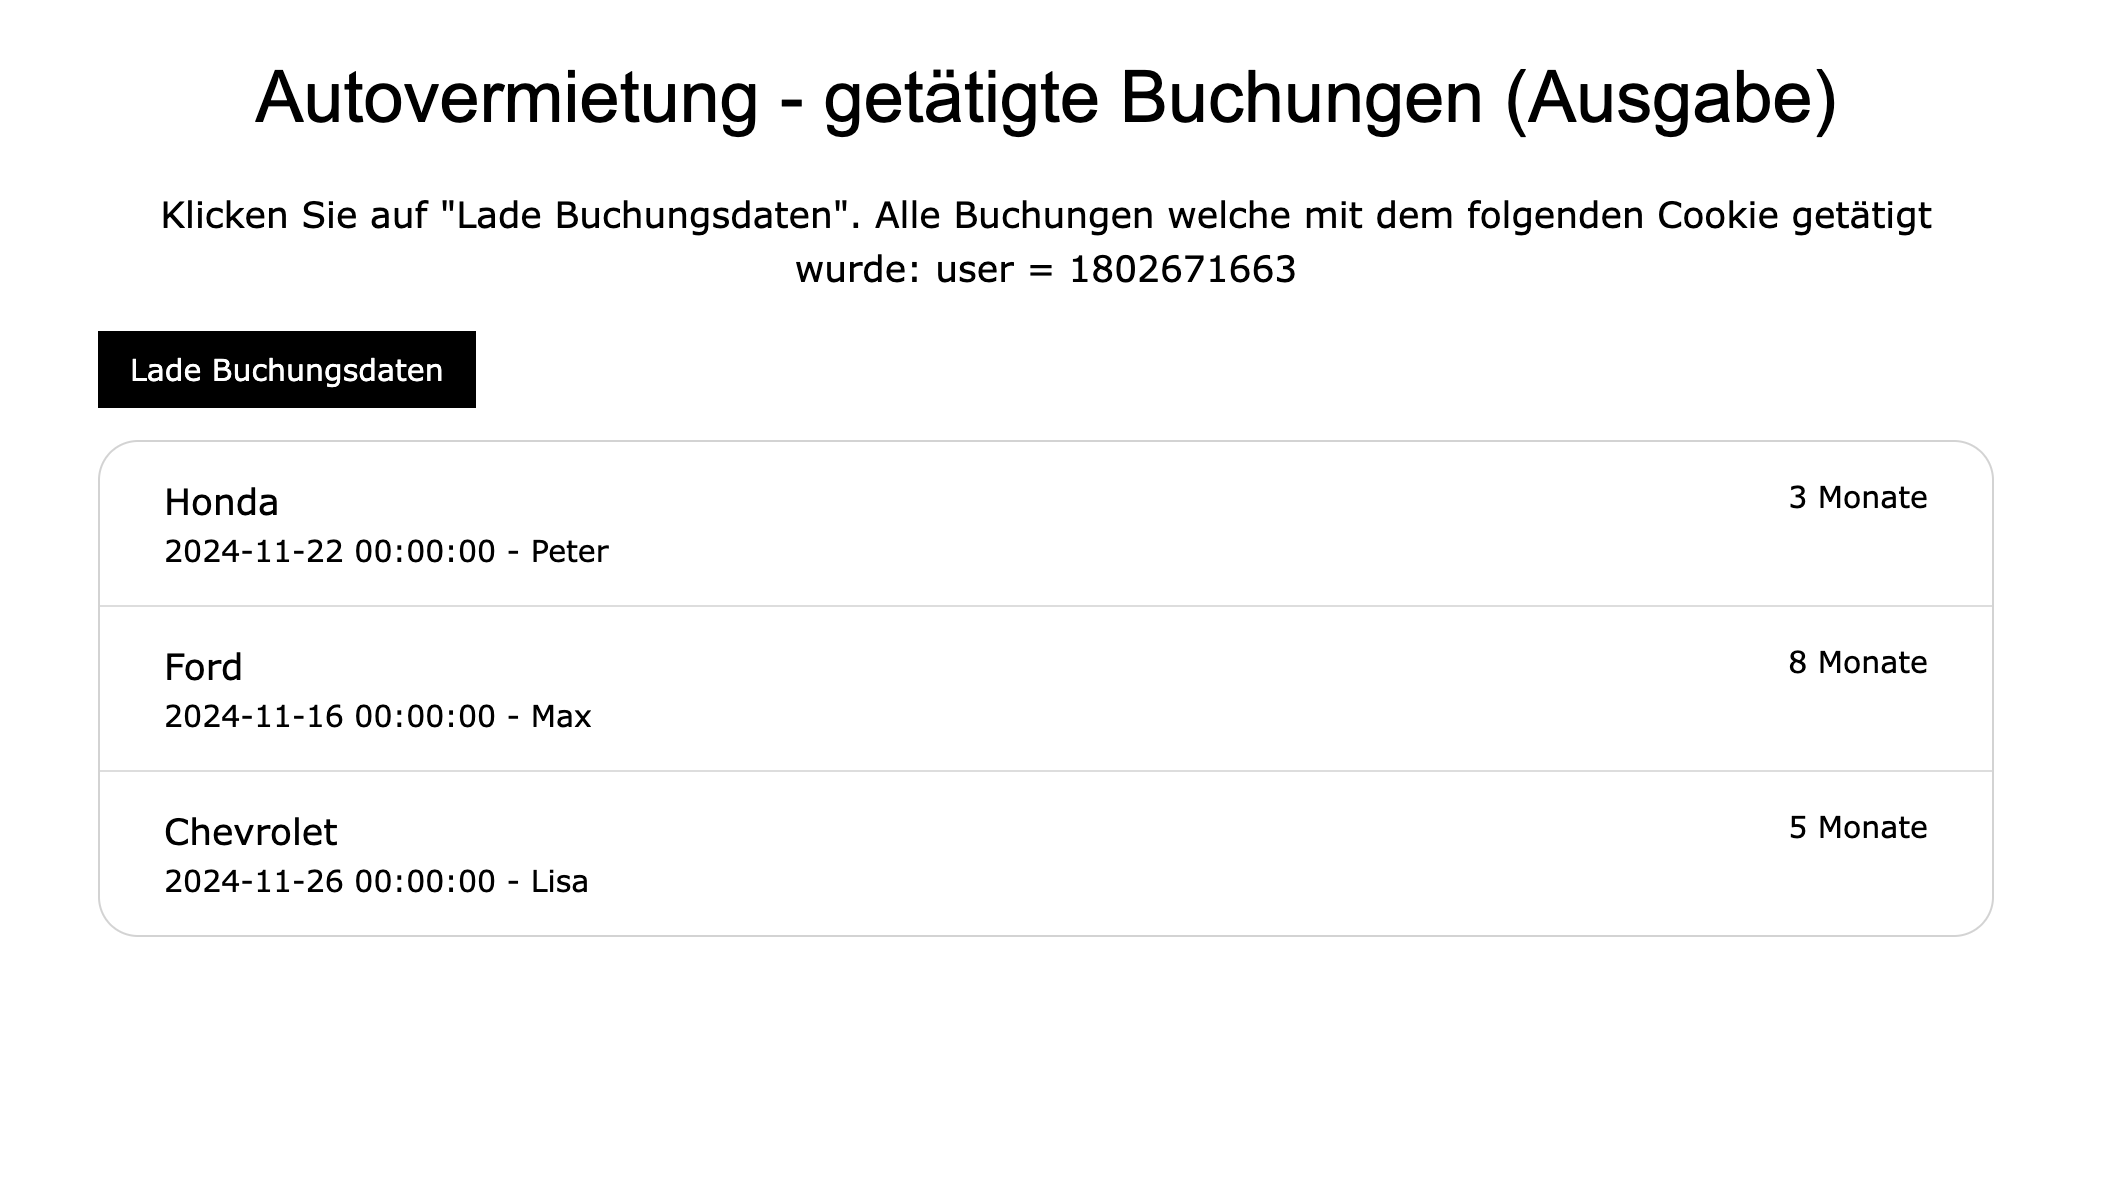 Autovermietung - getätigte Buchungen (Ausgabe)
Klicken Sie auf "Lade Buchungsdaten". Alle Buchungen welche mit dem folgenden Cookie getätigt
wurde: user = 1802671663
Lade Buchungsdaten
Honda
3 Monate
2024-11-22 00:00:00 - Peter
Ford
8 Monate
2024-11-16 00:00:00 - Max
Chevrolet
5 Monate
2024-11-26 00:00:00 - Lisa